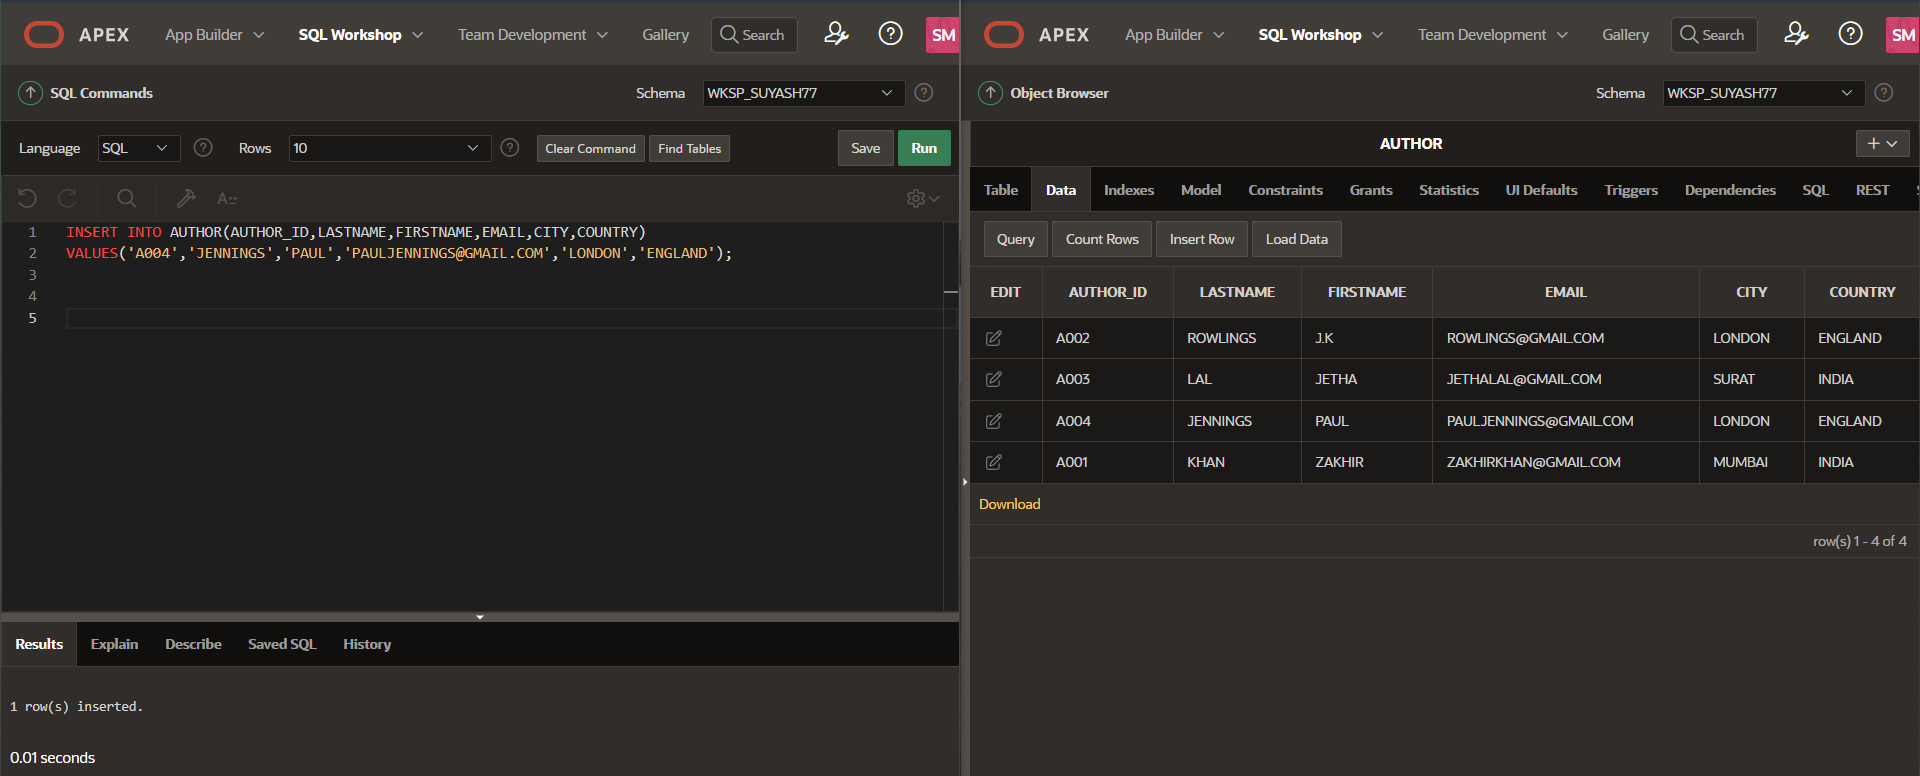 APEX App Builder SQL Workshop Team Development Gallery Search SM
SQL Commands Schema WKSP_SUYASH77
Language SQL Rows 10 Clear Command Find Tables Save Run
1 INSERT INTO AUTHOR(AUTHOR_ID,LASTNAME,FIRSTNAME,EMAIL,CITY,COUNTRY)
2 VALUES('A004','JENNINGS','PAUL','PAULJENNINGS@GMAIL.COM','LONDON','ENGLAND');
3
4
5
Results Explain Describe Saved SQL History
1 row(s) inserted.
0.01 seconds
APEX App Builder SQL Workshop Team Development Gallery Search SM
Object Browser Schema WKSP_SUYASH77
AUTHOR
Table Data Indexes Model Constraints Grants Statistics UI Defaults Triggers Dependencies SQL REST
Query Count Rows Insert Row Load Data
EDIT AUTHOR_ID LASTNAME FIRSTNAME EMAIL CITY COUNTRY
A002 ROWLINGS J.K ROWLINGS@GMAIL.COM LONDON ENGLAND
A003 LAL JETHA JETHALAL@GMAIL.COM SURAT INDIA
A004 JENNINGS PAUL PAULJENNINGS@GMAIL.COM LONDON ENGLAND
A001 KHAN ZAKHIR ZAKHIRKHAN@GMAIL.COM MUMBAI INDIA
Download
row(s) 1 - 4 of 4